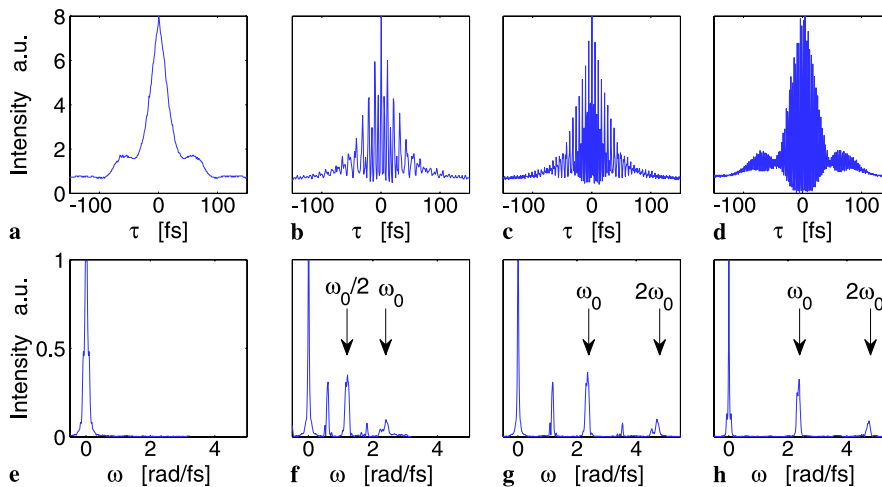 Intensity a.u.
8
6
4
2
0
-100 0 100
-100 0 100
-100 0 100
-100 0 100
a τ [fs]
b τ [fs]
c τ [fs]
d τ [fs]
Intensity a.u.
1
0.5
0
ω₀/2 ω₀
ω₀ 2ω₀
ω₀ 2ω₀
0 2 4
0 2 4
0 2 4
0 2 4
e ω [rad/fs]
f ω [rad/fs]
g ω [rad/fs]
h ω [rad/fs]